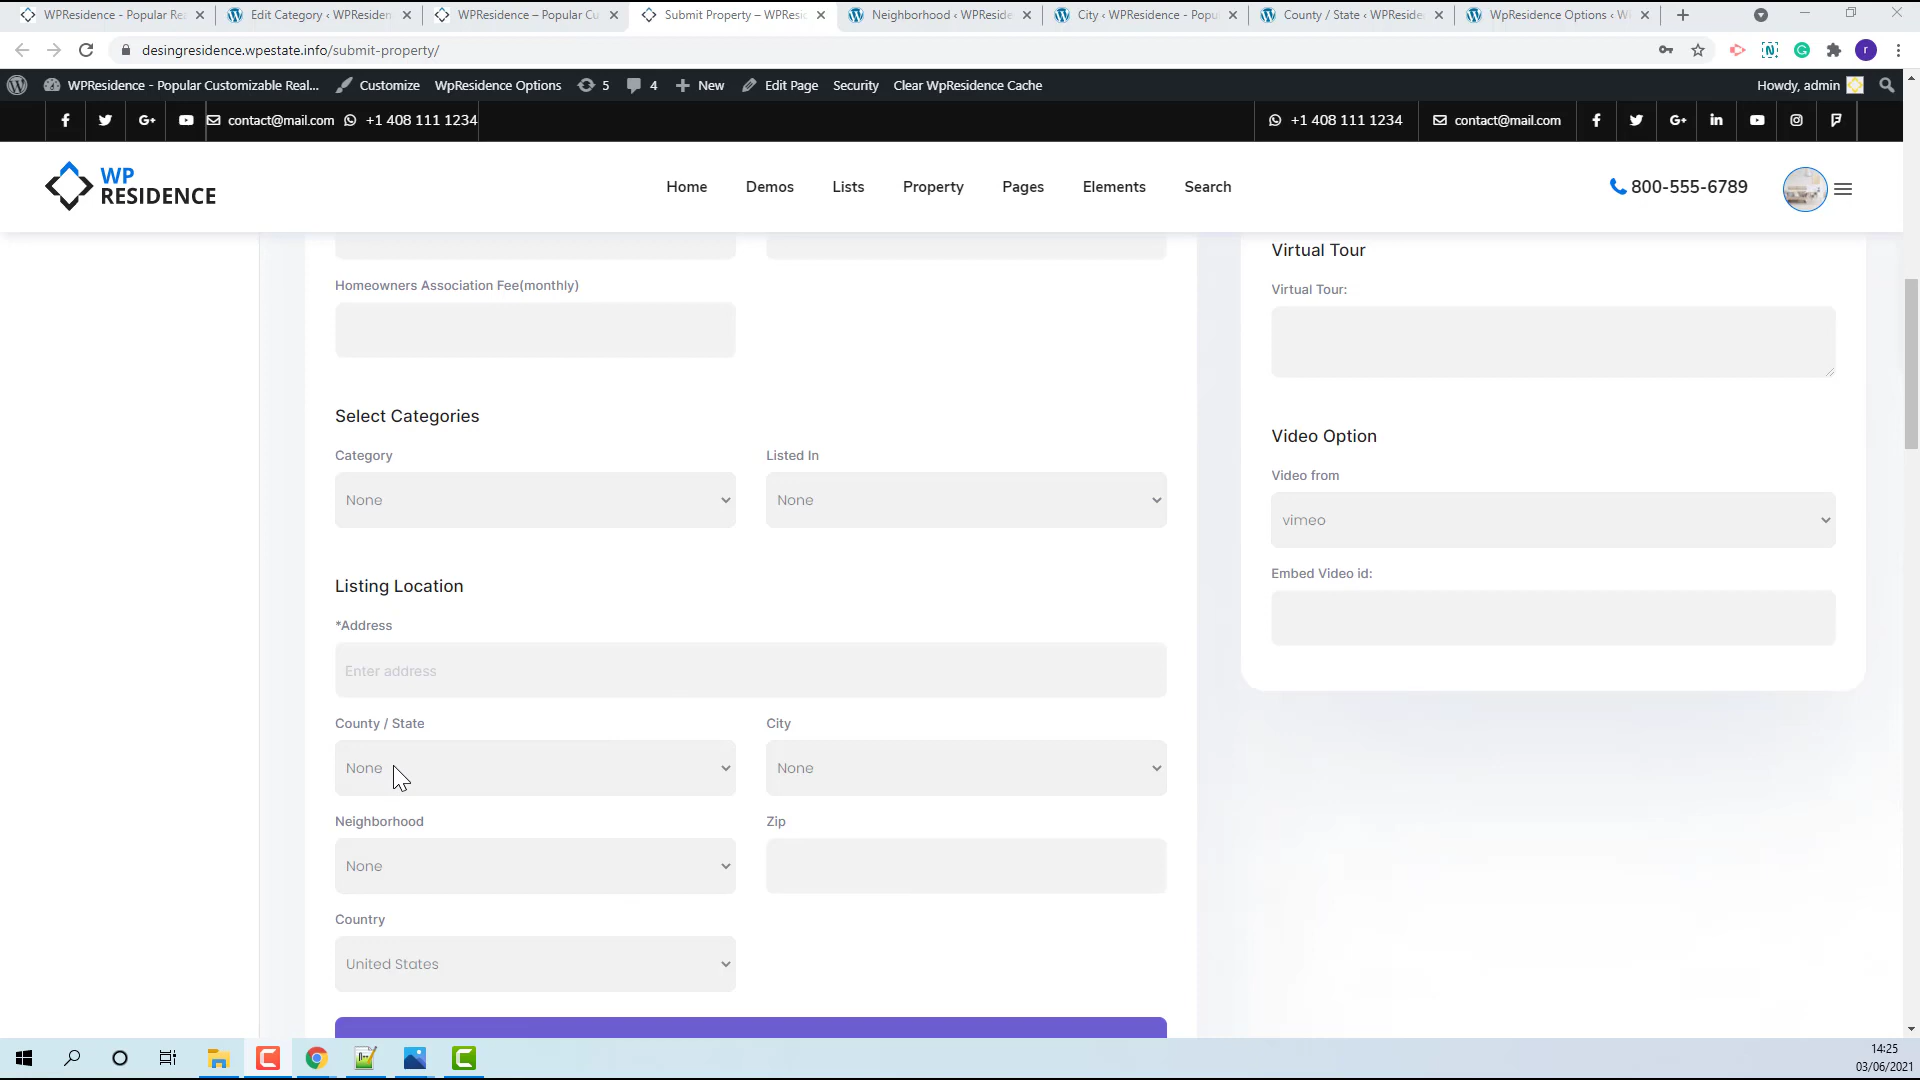 WPResidence - Popular Re
Edit Category ‹ WPResiden
WPResidence – Popular Cu
Submit Property – WPResid
Neighborhood ‹ WPReside
City ‹ WPResidence - Popu
County / State ‹ WPReside
WpResidence Options ‹ W
desingresidence.wpestate.info/submit-property/
WPResidence - Popular Customizable Real...
Customize
WpResidence Options
5
4
New
Edit Page
Security
Clear WpResidence Cache
Howdy, admin
contact@mail.com
+1 408 111 1234
+1 408 111 1234
contact@mail.com
WP
RESIDENCE
Home
Demos
Lists
Property
Pages
Elements
Search
800-555-6789
Homeowners Association Fee(monthly)
Select Categories
Category
Listed In
None
None
Listing Location
*Address
Enter address
County / State
City
None
None
Neighborhood
Zip
None
Country
United States
Virtual Tour
Virtual Tour:
Video Option
Video from
vimeo
Embed Video id:
14:25
03/06/2021